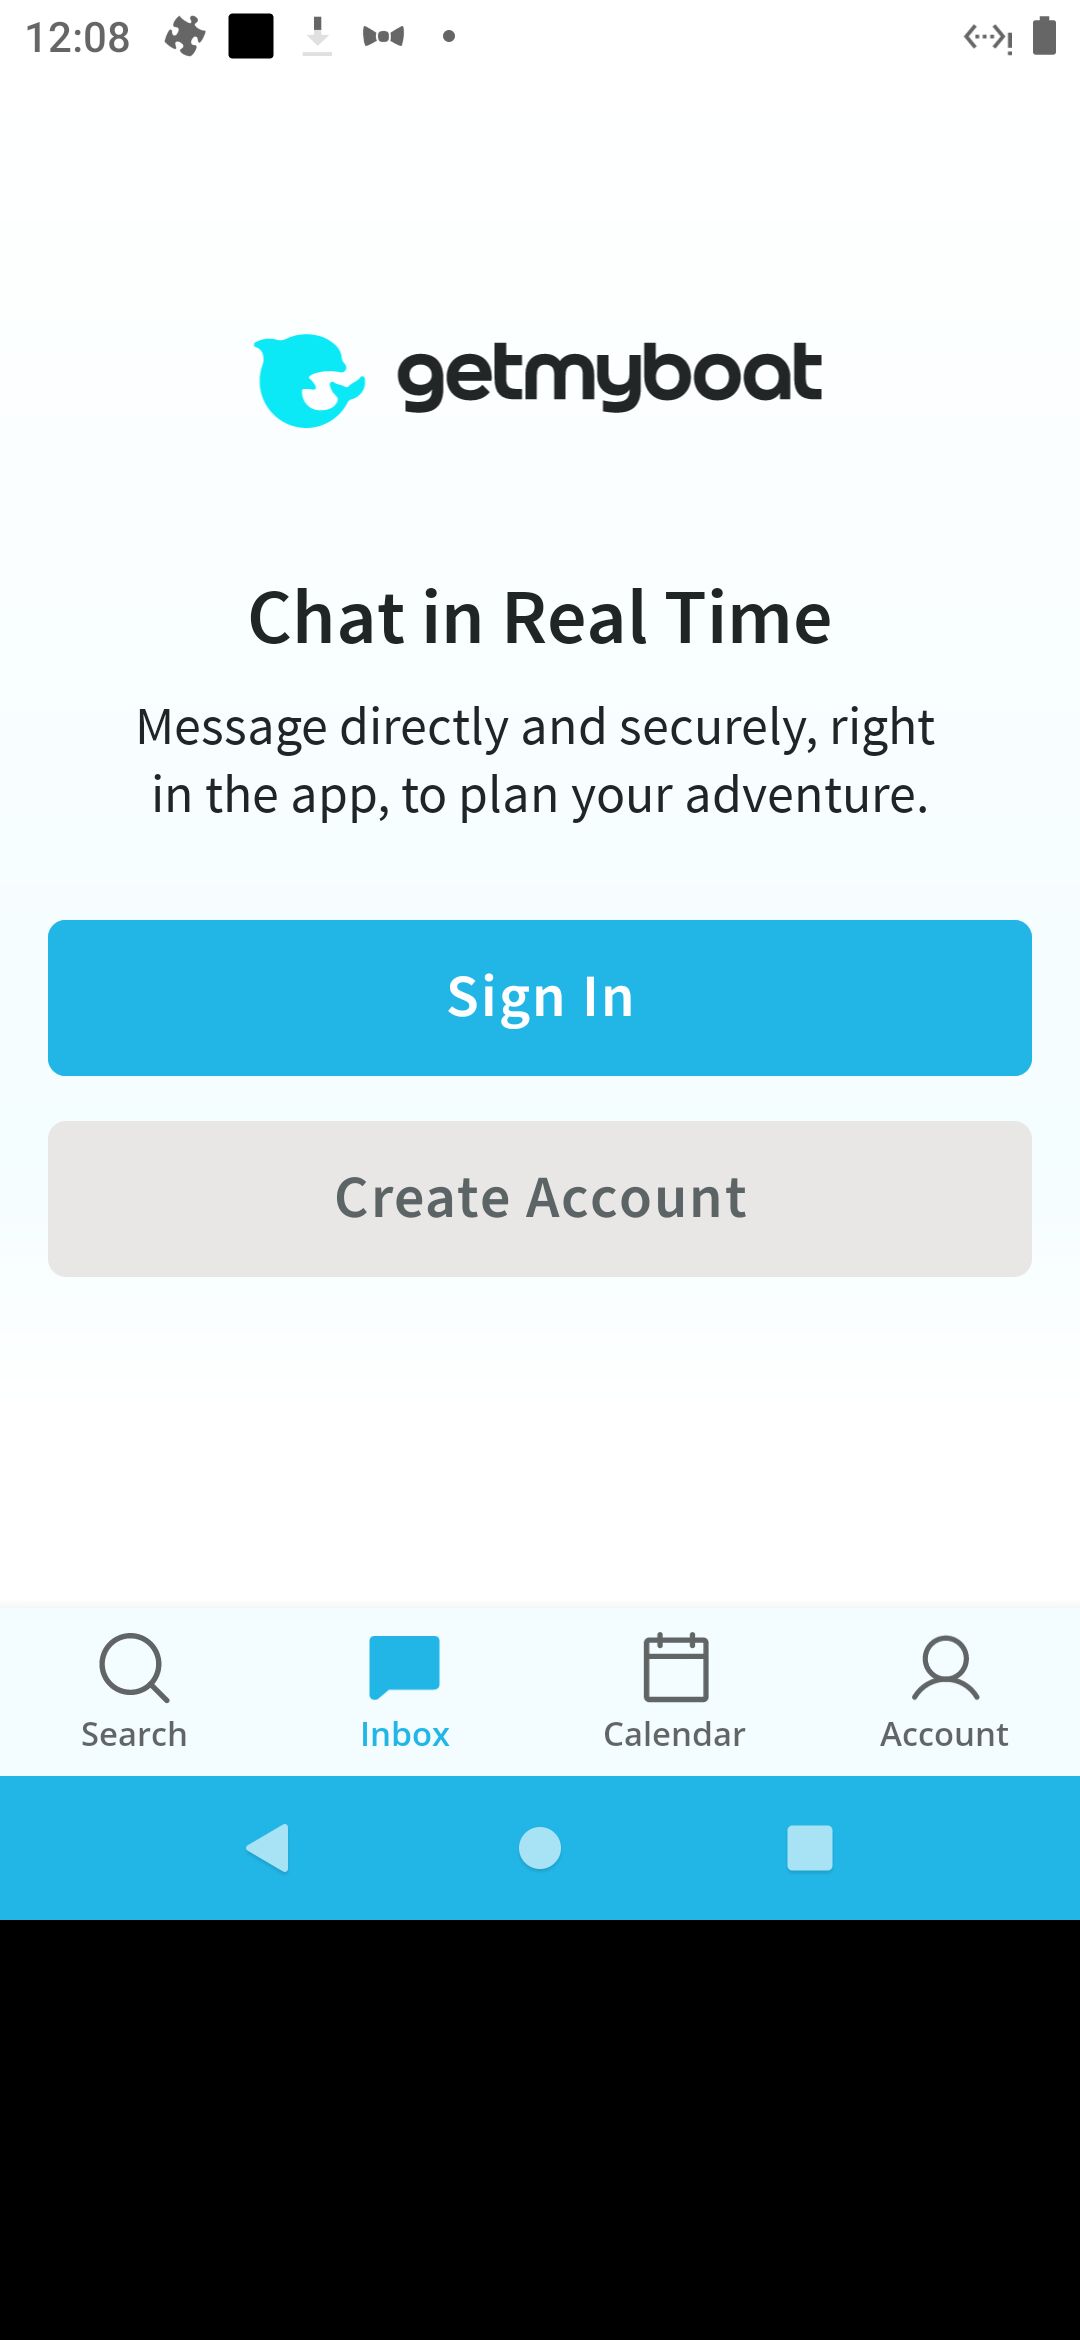 12:08
getmyboat
Chat in Real Time
Message directly and securely, right
in the app, to plan your adventure.
Sign In
Create Account
Search
Inbox
Calendar
Account